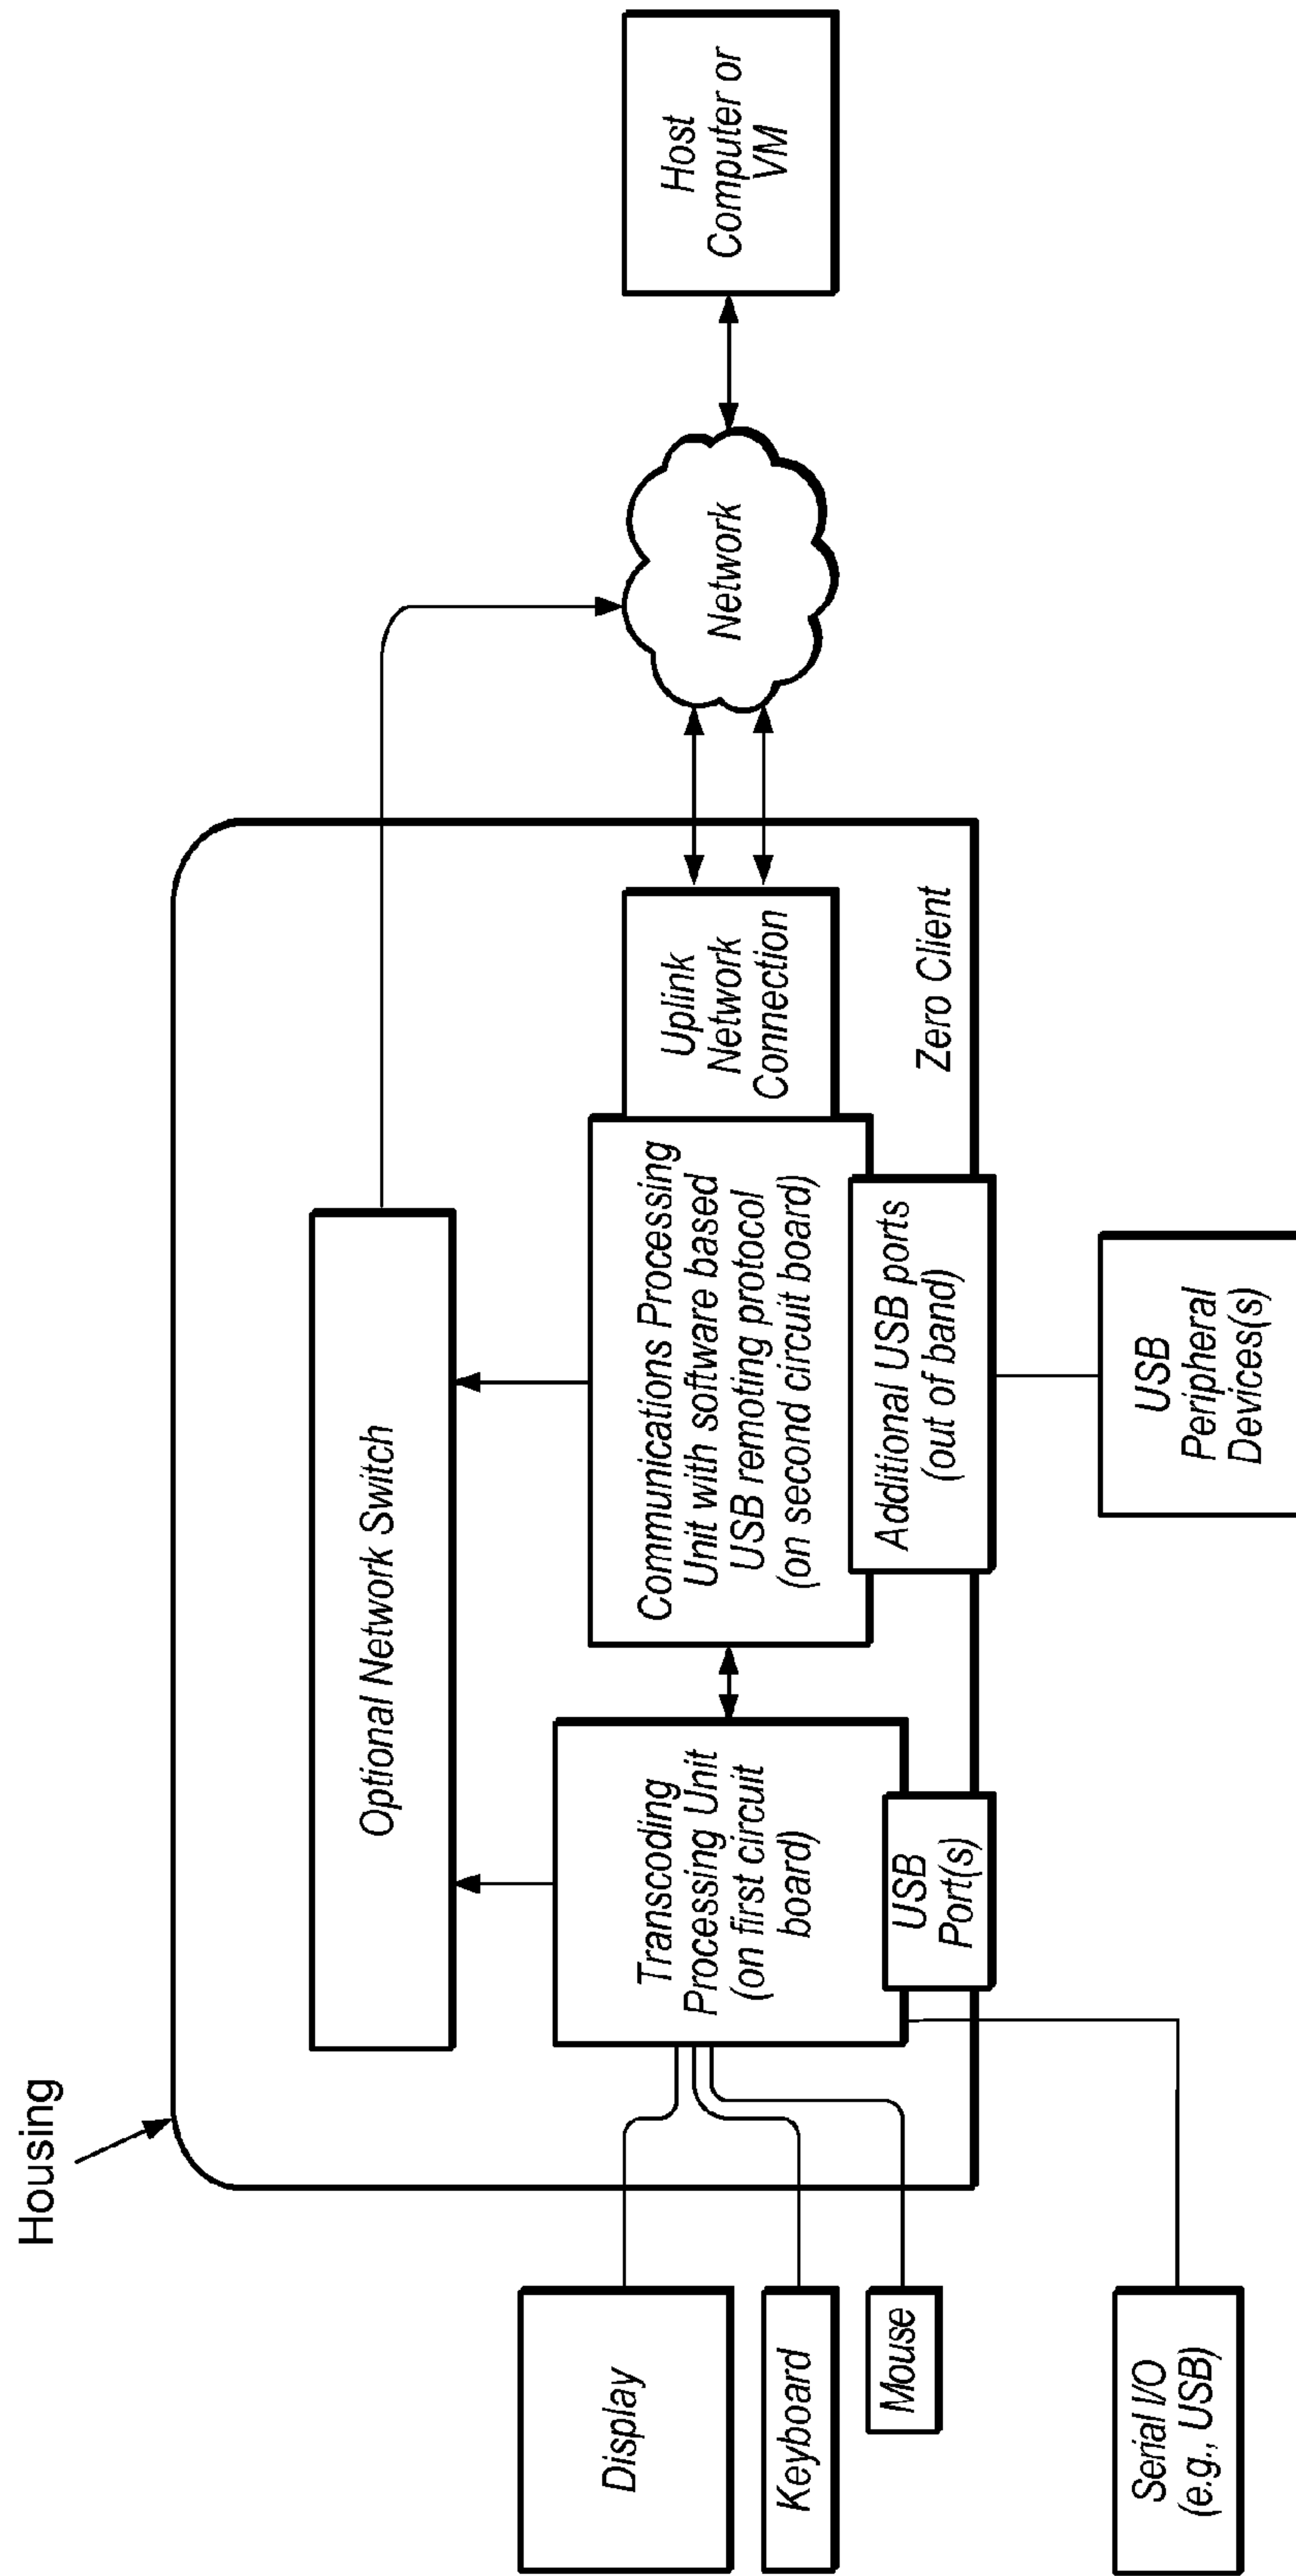 Housing
Optional Network Switch
Display
Keyboard
Mouse
Serial I/O
(e.g., USB)
Transcoding
Processing Unit
(on first circuit
board)
USB
Port(s)
Communications Processing
Unit with software based
USB remoting protocol
(on second circuit board)
Additional USB ports
(out of band)
USB
Peripheral
Devices(s)
Uplink
Network
Connection
Zero Client
Network
Host
Computer or
VM